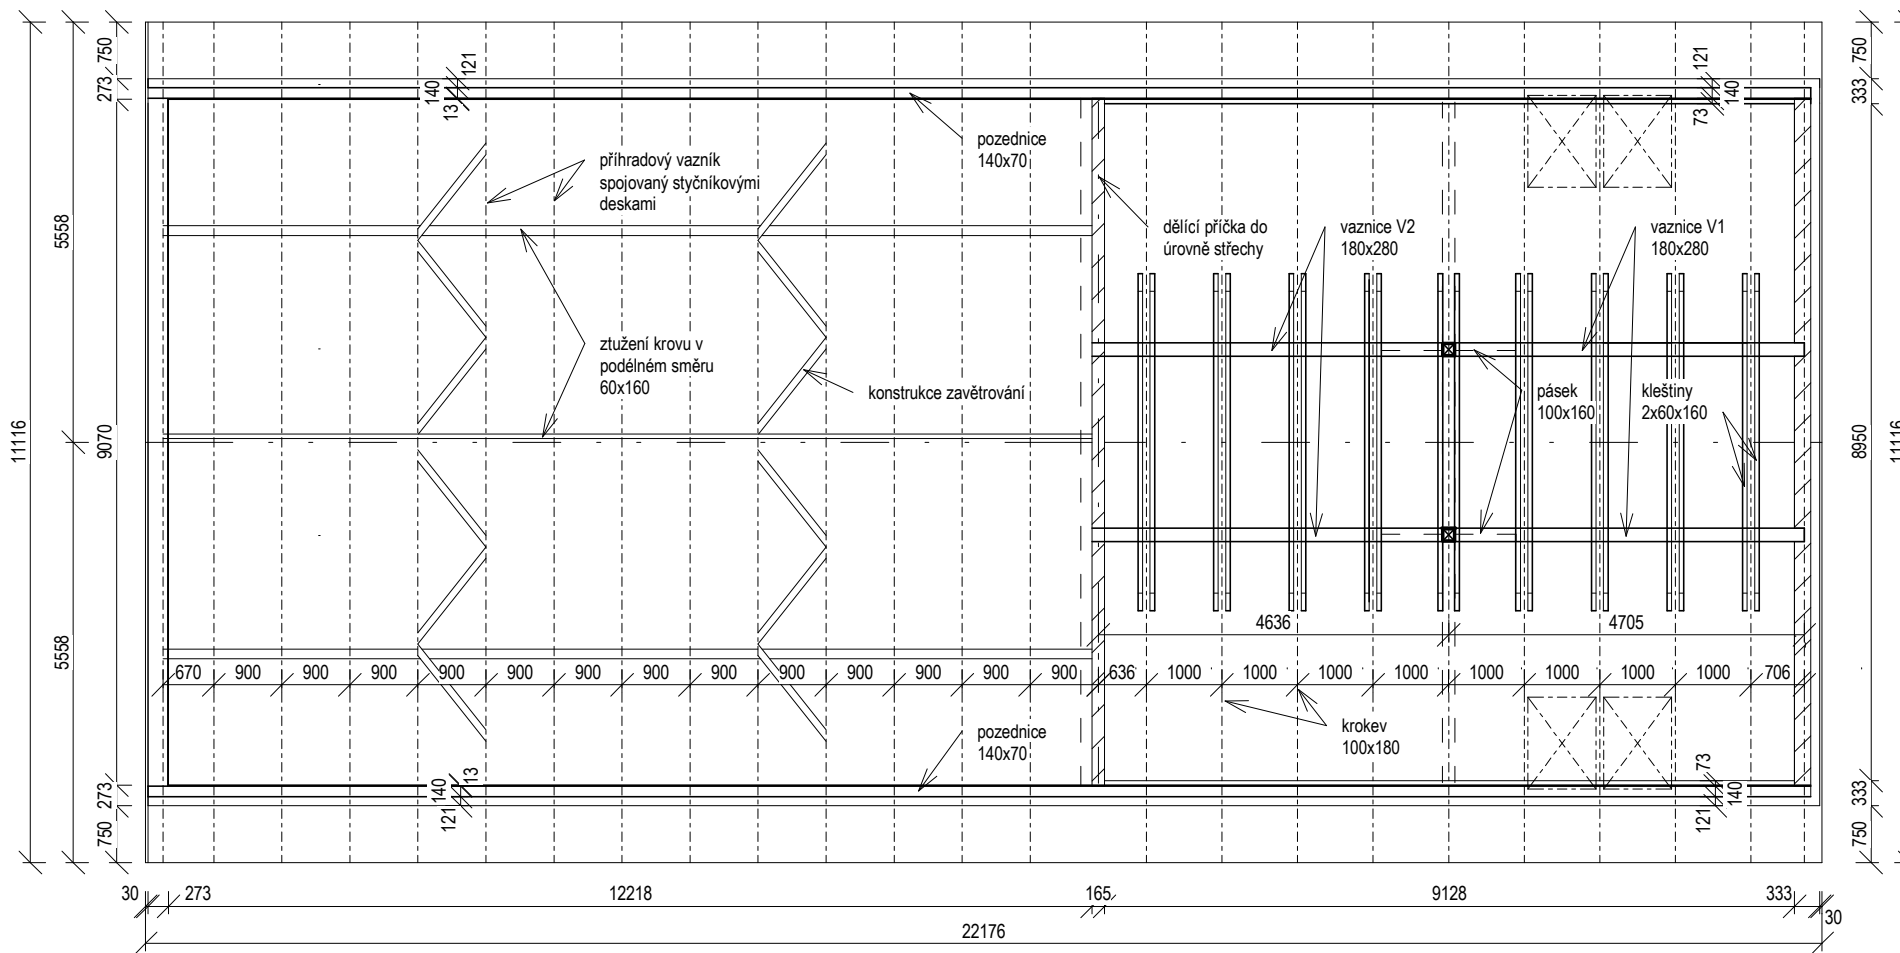 750
273
5558
11116
9070
5558
273
750
121
140
13
pozednice
140x70
příhradový vazník
spojovaný styčníkovými
deskami
ztužení krovu v
podélném směru
60x160
konstrukce zavětrování
dělící příčka do
úrovně střechy
vaznice V2
180x280
vaznice V1
180x280
pásek
100x160
kleštiny
2x60x160
121
140
73
750
333
8950
11116
333
750
4636
4705
670 900 900 900 900 900 900 900 900 900 900 900 900 900 636 1000 1000 1000 1000 1000 1000 1000 1000 706
krokev
100x180
pozednice
140x70
13
140
121
73
140
121
30 273 12218 165 9128 333 30
22176